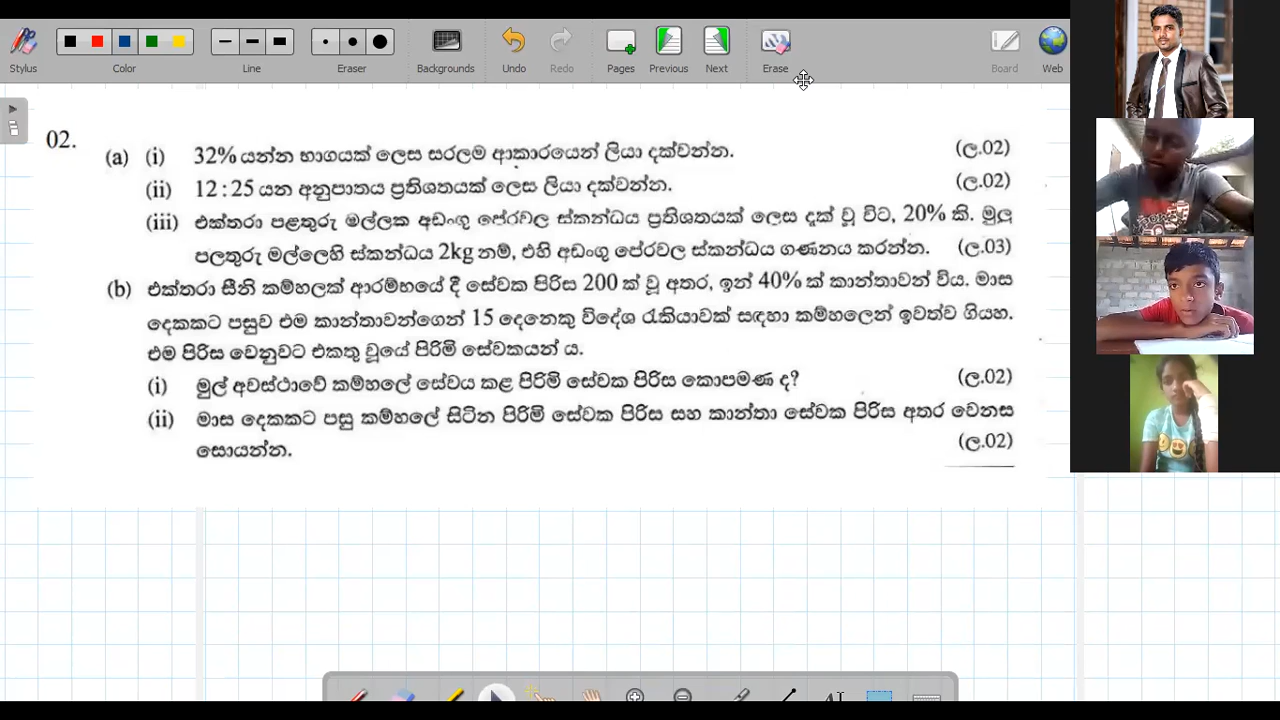 Stylus Color Line Eraser Backgrounds Undo Redo Pages Previous Next Erase Board Web
02.
(a) (i) 32% යන්න භාගයක් ලෙස සරලම ආකාරයෙන් ලියා දක්වන්න. (ල.02)
(ii) 12 : 25 යන අනුපාතය ප්‍රතිශතයක් ලෙස ලියා දක්වන්න. (ල.02)
(iii) එක්තරා පළතුරු මල්ලක අඩංගු පේරවල ස්කන්ධය ප්‍රතිශතයක් ලෙස දැක් වූ විට, 20% කි. මුලු
පලතුරු මල්ලෙහි ස්කන්ධය 2kg නම්, එහි අඩංගු පේරවල ස්කන්ධය ගණනය කරන්න. (ල.03)
(b) එක්තරා සීනි කම්හලක් ආරම්භයේ දී සේවක පිරිස 200 ක් වූ අතර, ඉන් 40% ක් කාන්තාවන් විය. මාස
දෙකකට පසුව එම කාන්තාවන්ගෙන් 15 දෙනෙකු විදේශ රැකියාවක් සඳහා කම්හලෙන් ඉවත්ව ගියහ.
එම පිරිස වෙනුවට එකතු වූයේ පිරිමි සේවකයන් ය.
(i) මුල් අවස්ථාවේ කම්හලේ සේවය කළ පිරිමි සේවක පිරිස කොපමණ ද? (ල.02)
(ii) මාස දෙකකට පසු කම්හලේ සිටින පිරිමි සේවක පිරිස සහ කාන්තා සේවක පිරිස අතර වෙනස
සොයන්න. (ල.02)